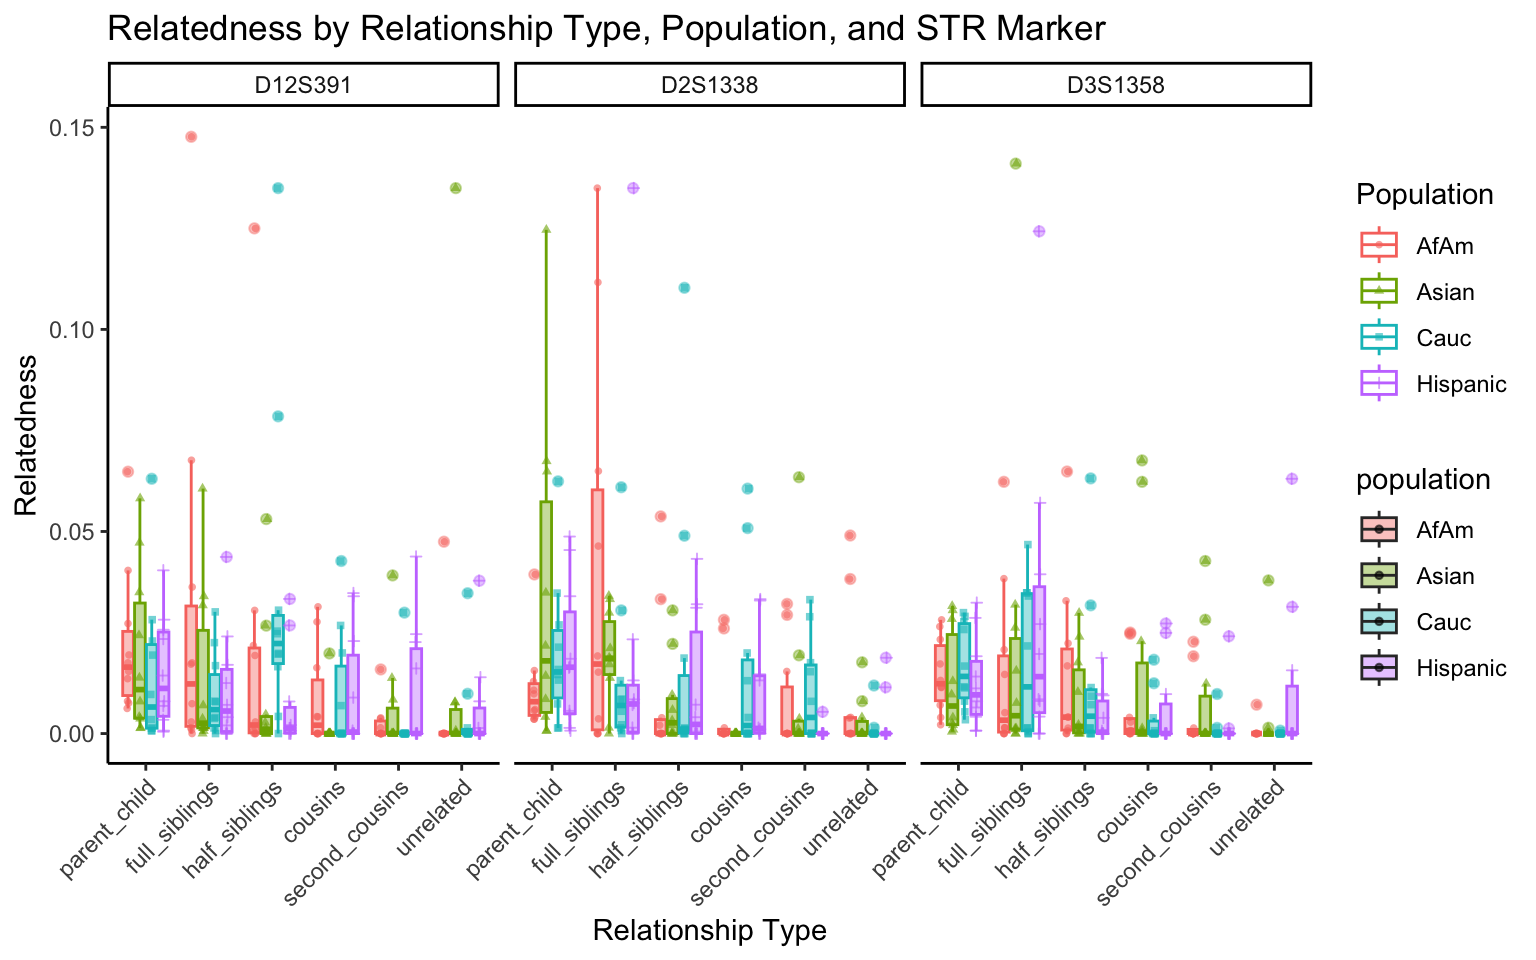 Relatedness by Relationship Type, Population, and STR Marker
D12S391
D2S1338
D3S1358
0.15
0.10
0.05
0.00
Relatedness
parent_child
full_siblings
half_siblings
cousins
second_cousins
unrelated
parent_child
full_siblings
half_siblings
cousins
second_cousins
unrelated
parent_child
full_siblings
half_siblings
cousins
second_cousins
unrelated
Relationship Type
Population
AfAm
Asian
Cauc
Hispanic
population
AfAm
Asian
Cauc
Hispanic